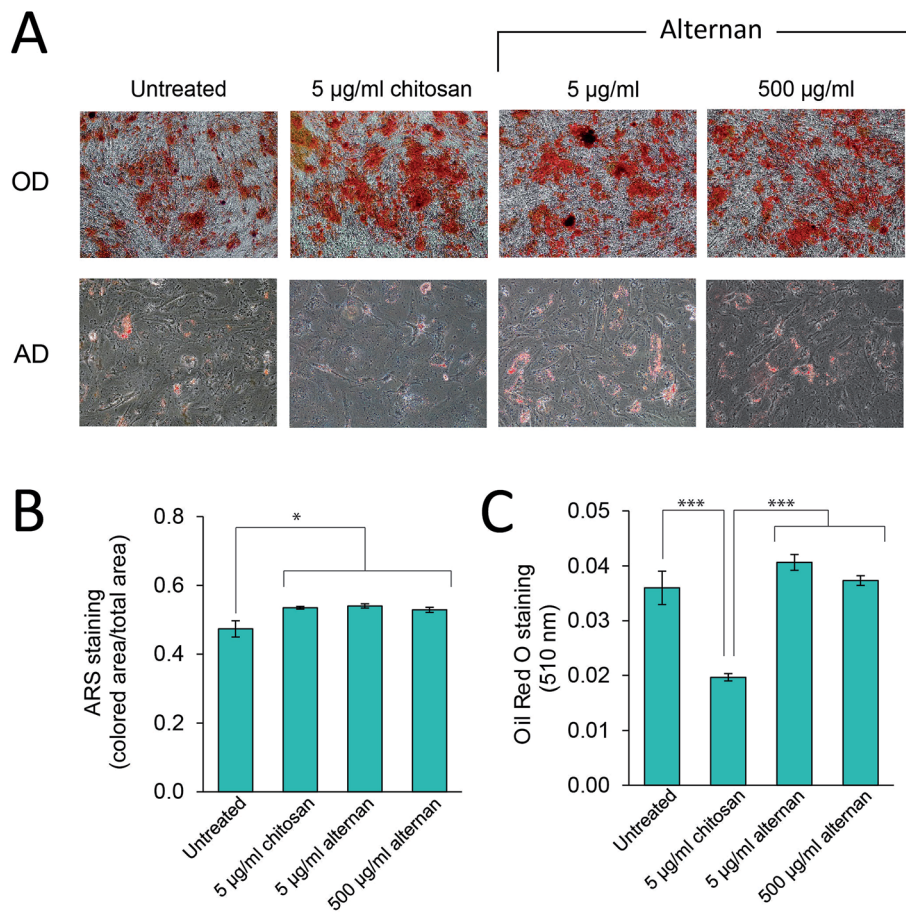 A
Alternan
Untreated
5 µg/ml chitosan
5 µg/ml
500 µg/ml
OD
AD
B
ARS staining
(colored area/total area)
0.8
0.6
0.4
0.2
0.0
*
Untreated
5 µg/ml chitosan
5 µg/ml alternan
500 µg/ml alternan
C
Oil Red O staining
(510 nm)
0.05
0.04
0.03
0.02
0.01
0.00
***
***
Untreated
5 µg/ml chitosan
5 µg/ml alternan
500 µg/ml alternan